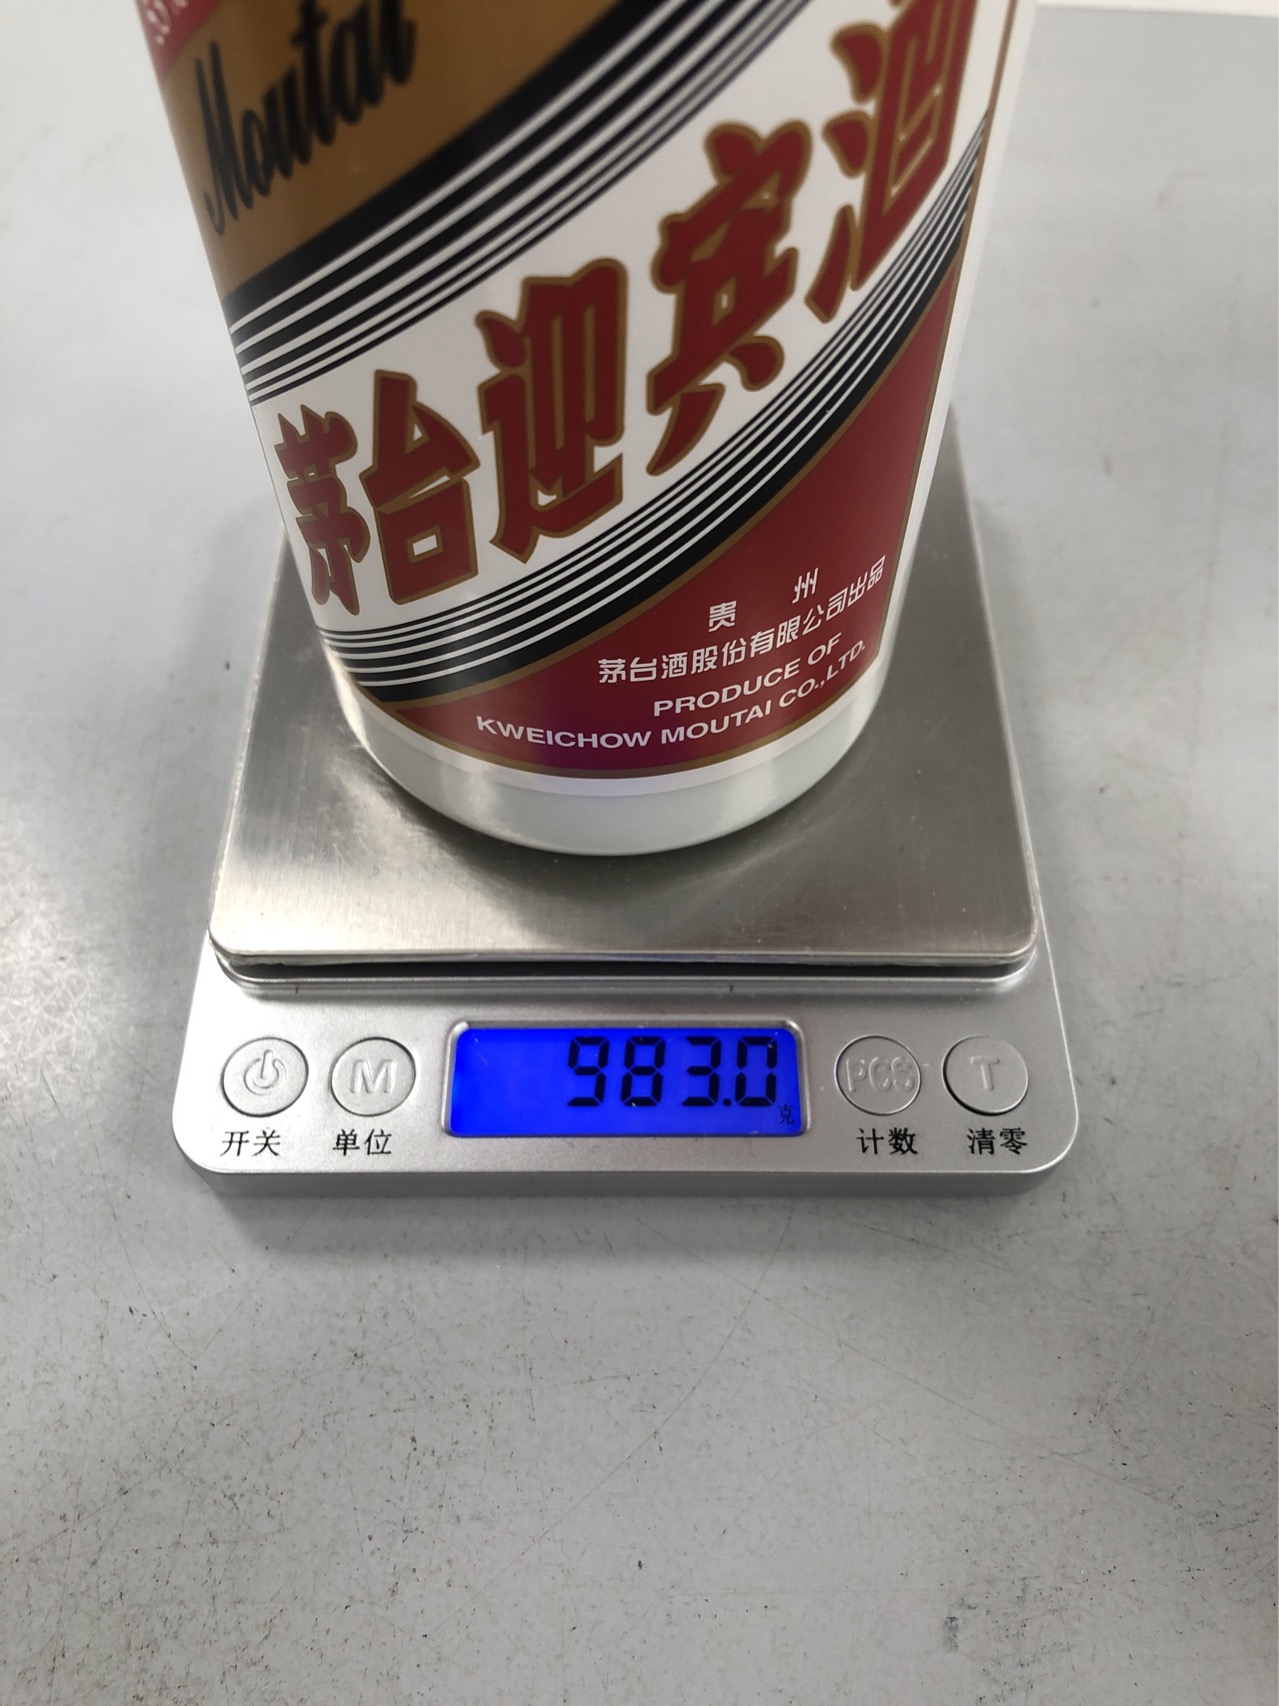 Moutai
茅台迎宾酒
贵州
茅台酒股份有限公司出品
PRODUCE OF
KWEICHOW MOUTAI CO.,LTD.
983.0
克
M PCS T
开关 单位 计数 清零